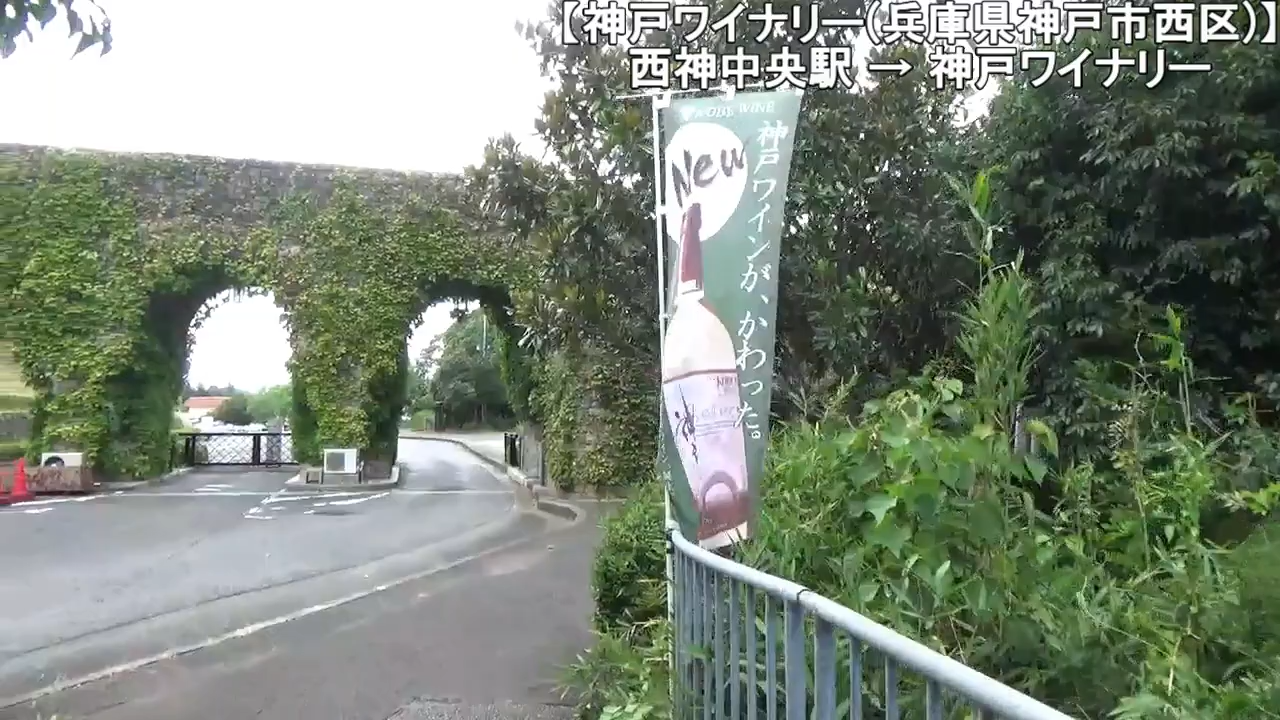 【神戸ワイナリー(兵庫県神戸市西区)】
西神中央駅 → 神戸ワイナリー
KOBE WINE
New
神戸ワインが、かわった。